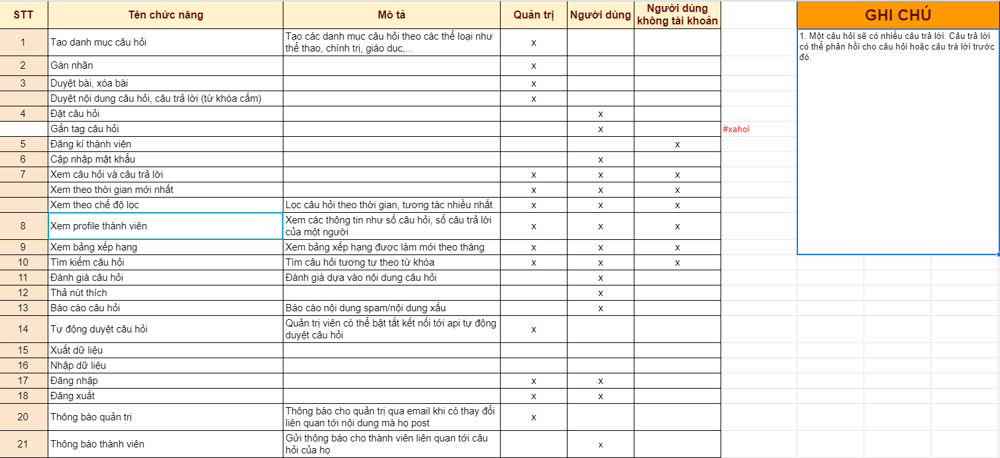 STT Tên chức năng Mô tả Quản trị Người dùng Người dùng không tài khoản GHI CHÚ
1 Tạo danh mục câu hỏi Tạo các danh mục câu hỏi theo các thể loại như thể thao, chính trị, giáo dục,... x
1. Một câu hỏi sẽ có nhiều câu trả lời. Câu trả lời
có thể phản hồi cho câu hỏi hoặc câu trả lời trước
đó.
2 Gán nhãn x
3 Duyệt bài, xóa bài x
Duyệt nội dung câu hỏi, câu trả lời (từ khóa cấm) x
4 Đặt câu hỏi x
Gắn tag câu hỏi x #xahoi
5 Đăng kí thành viên x
6 Cập nhập mật khẩu x
7 Xem câu hỏi và câu trả lời x x x
Xem theo thời gian mới nhất x x x
Xem theo chế độ lọc Lọc câu hỏi theo thời gian, tương tác nhiều nhất x x x
8 Xem profile thành viên Xem các thông tin như số câu hỏi, số câu trả lời của một người x x x
9 Xem bảng xếp hạng Xem bảng xếp hạng được làm mới theo tháng x x x
10 Tìm kiếm câu hỏi Tìm câu hỏi tương tự theo từ khóa x x x
11 Đánh giá câu hỏi Đánh giá dựa vào nội dung câu hỏi x
12 Thả nút thích x
13 Báo cáo câu hỏi Báo cáo nội dung spam/nội dung xấu x
14 Tự động duyệt câu hỏi Quản trị viên có thể bật tắt kết nối tới api tự động duyệt câu hỏi x
15 Xuất dữ liệu
16 Nhập dữ liệu
17 Đăng nhập x x
18 Đăng xuất x x
20 Thông báo quản trị Thông báo cho quản trị qua email khi có thay đổi liên quan tới nội dung mà họ post x
21 Thông báo thành viên Gửi thông báo cho thành viên liên quan tới câu hỏi của họ x